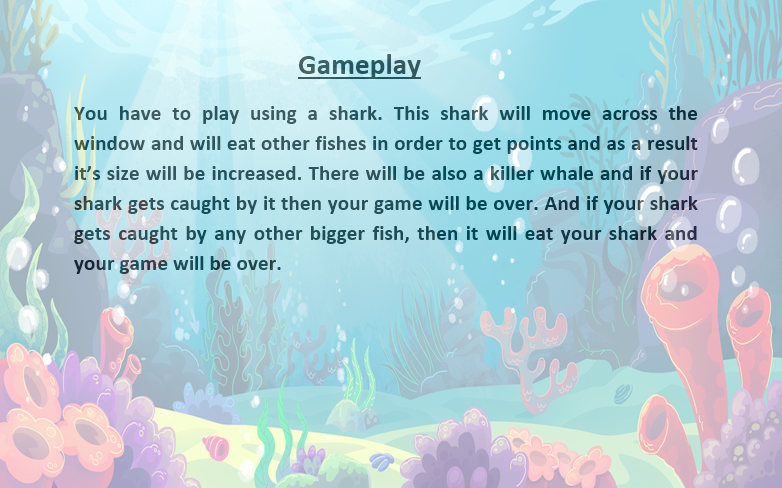 Gameplay
You have to play using a shark. This shark will move across the
window and will eat other fishes in order to get points and as a result
it’s size will be increased. There will be also a killer whale and if your
shark gets caught by it then your game will be over. And if your shark
gets caught by any other bigger fish, then it will eat your shark and
your game will be over.